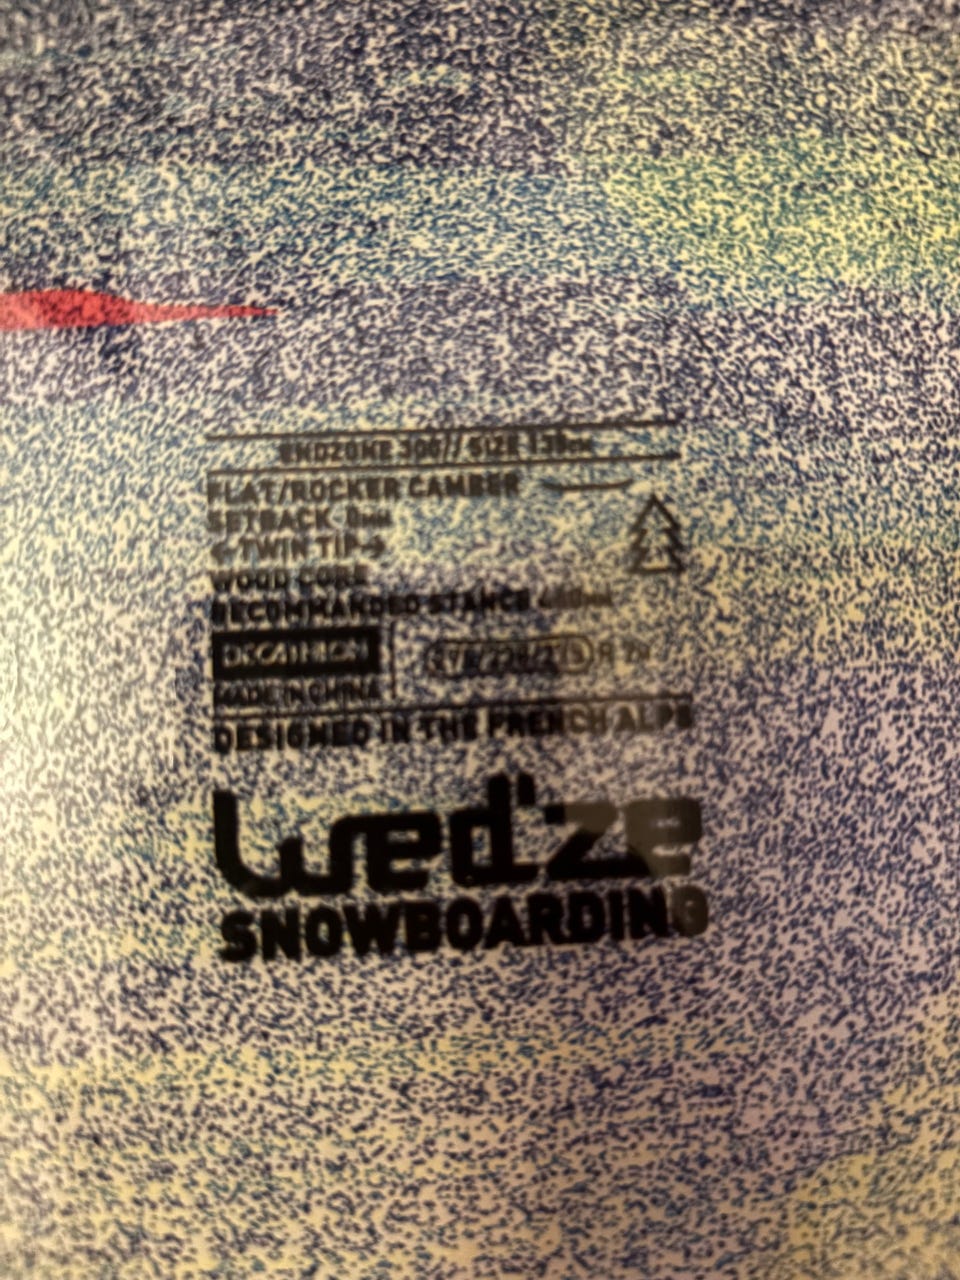 ENDZONE 300// SIZE
FLAT/ROCKER CAMBER
SETBACK 0mm
←TWIN TIP→
WOOD CORE
RECOMMANDED STANCE
DECATHLON
MADE IN CHINA
DESIGNED IN THE FRENCH ALPS
wed'ze
SNOWBOARDING